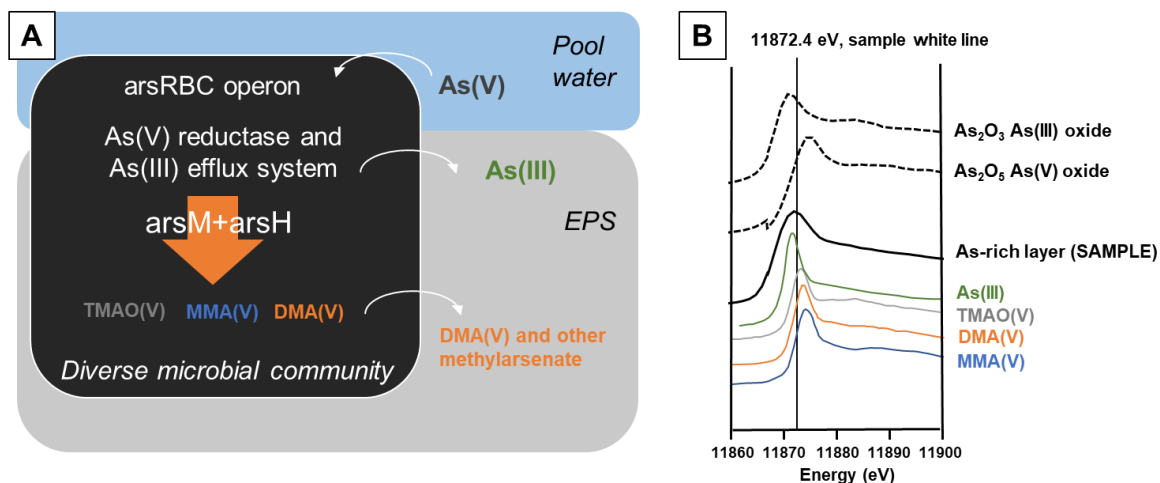 A
Pool
water
arsRBC operon
As(V)
As(V) reductase and
As(III) efflux system
As(III)
arsM+arsH
EPS
TMAO(V) MMA(V) DMA(V)
DMA(V) and other
methylarsenate
Diverse microbial community
B
11872.4 eV, sample white line
As₂O₃ As(III) oxide
As₂O₅ As(V) oxide
As-rich layer (SAMPLE)
As(III)
TMAO(V)
DMA(V)
MMA(V)
11860 11870 11880 11890 11900
Energy (eV)